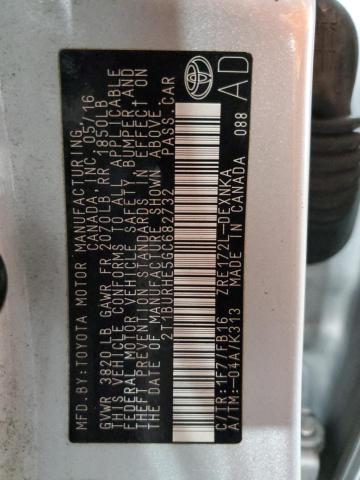 MFD.BY:TOYOTA MOTOR MANUFACTURING
CANADA, INC. 05/16
GVWR 3820LB GAWR FR 2070LB RR 1850LB
THIS VEHICLE CONFORMS TO ALL APPLICABLE
FEDERAL MOTOR VEHICLE SAFETY, BUMPER, AND
THEFT PREVENTION STANDARDS IN EFFECT ON
THE DATE OF MANUFACTURE SHOWN ABOVE.
2T1BURHE5GC682732 PASS. CAR
C/TR:1F7/FB16 ZRE172L-DEXNKA
A/TM:-04A/K313 MADE IN CANADA 088
AD